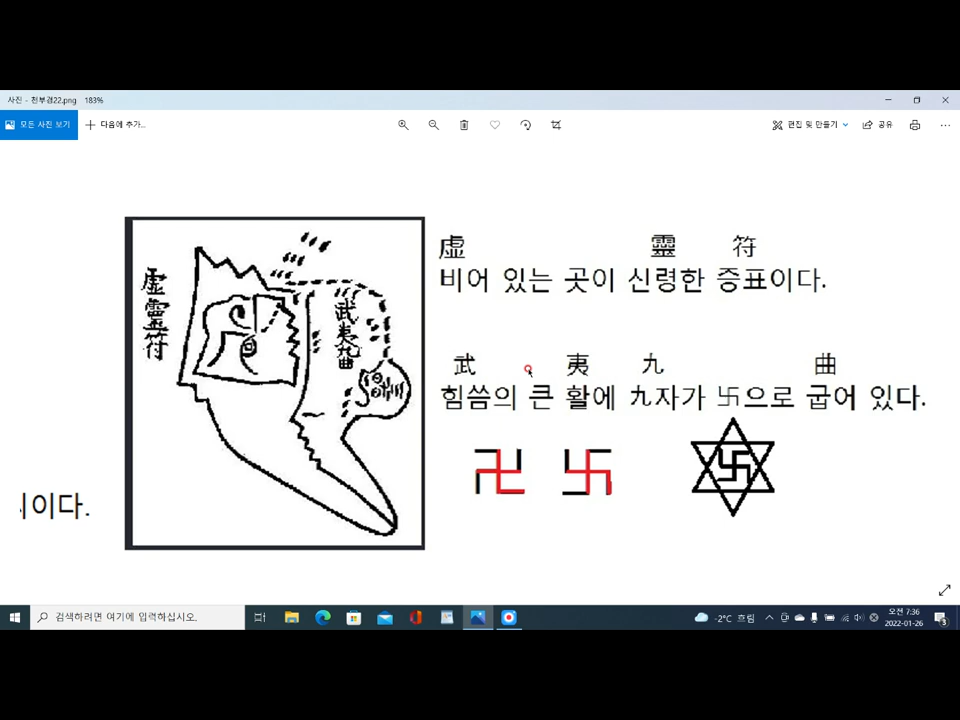 사진 - 천부경22.png 183%
모든 사진 보기 다음에 추가... 편집 및 만들기 공유
虛 靈 符
비어 있는 곳이 신령한 증표이다.
虛靈符
武夷九曲
武 夷 九 曲
힘씀의 큰 활에 九자가 卐으로 굽어 있다.
卍 卐 卐
이다.
검색하려면 여기에 입력하십시오.
-2°C 흐림
오전 7:36
2022-01-26
3